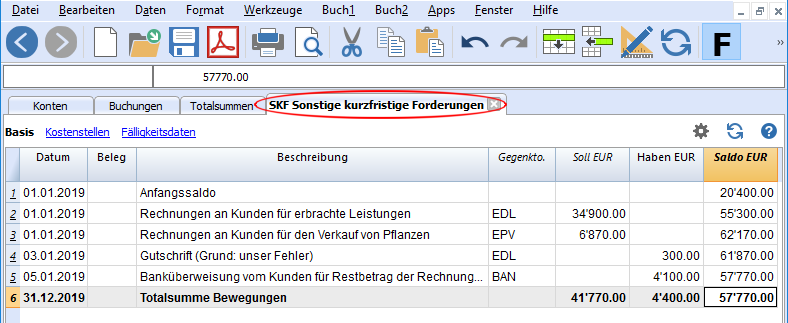 Datei Bearbeiten Daten Format Werkzeuge Buch1 Buch2 Apps Fenster Hilfe
F »
57770.00
Konten Buchungen Totalsummen SKF Sonstige kurzfristige Forderungen
Basis Kostenstellen Fälligkeitsdaten
Datum Beleg Beschreibung Gegenkto. Soll EUR Haben EUR Saldo EUR
1 01.01.2019 Anfangssaldo 20'400.00
2 01.01.2019 Rechnungen an Kunden für erbrachte Leistungen EDL 34'900.00 55'300.00
3 01.01.2019 Rechnungen an Kunden für den Verkauf von Pflanzen EPV 6'870.00 62'170.00
4 03.01.2019 Gutschrift (Grund: unser Fehler) EDL 300.00 61'870.00
5 05.01.2019 Banküberweisung vom Kunden für Restbetrag der Rechnung... BAN 4'100.00 57'770.00
6 31.12.2019 Totalsumme Bewegungen 41'770.00 4'400.00 57'770.00